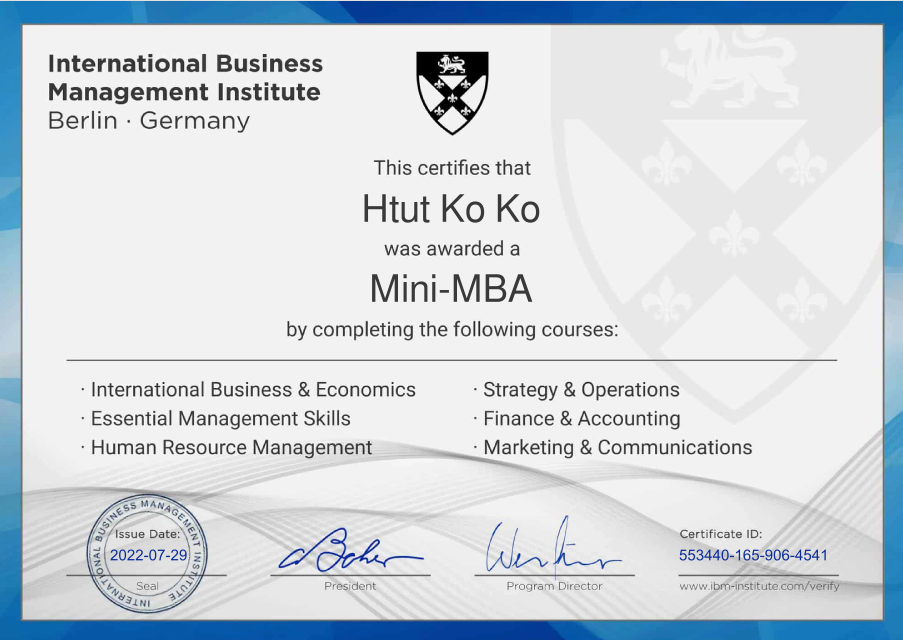 International Business
Management Institute
Berlin · Germany
This certifies that
Htut Ko Ko
was awarded a
Mini-MBA
by completing the following courses:
· International Business & Economics
· Essential Management Skills
· Human Resource Management
· Strategy & Operations
· Finance & Accounting
· Marketing & Communications
INTERNATIONAL BUSINESS MANAGEMENT INSTITUTE
Issue Date:
2022-07-29
Seal
President
Program Director
Certificate ID:
553440-165-906-4541
www.ibm-institute.com/verify